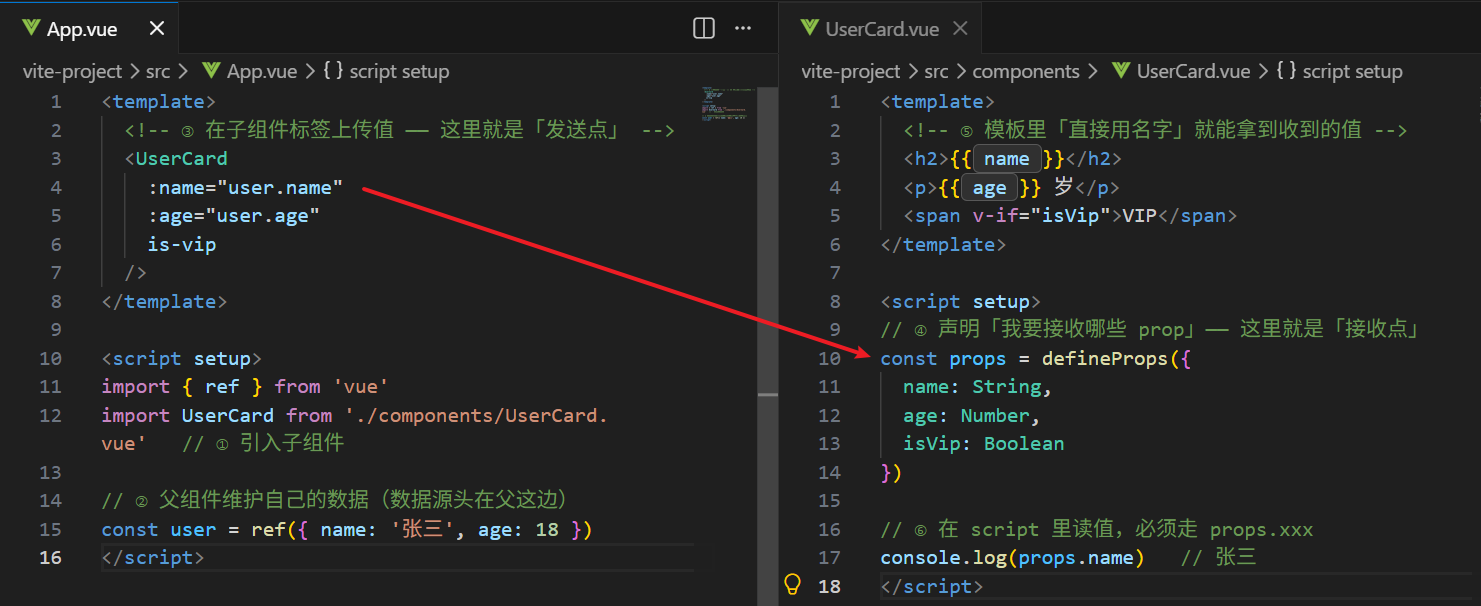 App.vue
vite-project > src > App.vue > {} script setup
1 <template>
2 <!-- ③ 在子组件标签上传值 —— 这里就是「发送点」 -->
3 <UserCard
4 :name="user.name"
5 :age="user.age"
6 is-vip
7 />
8 </template>
9
10 <script setup>
11 import { ref } from 'vue'
12 import UserCard from './components/UserCard.
vue' // ① 引入子组件
13
14 // ② 父组件维护自己的数据（数据源头在父这边）
15 const user = ref({ name: '张三', age: 18 })
16 </script>
UserCard.vue
vite-project > src > components > UserCard.vue > {} script setup
1 <template>
2 <!-- ⑤ 模板里「直接用名字」就能拿到收到的值 -->
3 <h2>{{ name }}</h2>
4 <p>{{ age }} 岁</p>
5 <span v-if="isVip">VIP</span>
6 </template>
7
8 <script setup>
9 // ④ 声明「我要接收哪些 prop」—— 这里就是「接收点」
10 const props = defineProps({
11 name: String,
12 age: Number,
13 isVip: Boolean
14 })
15
16 // ⑥ 在 script 里读值，必须走 props.xxx
17 console.log(props.name) // 张三
18 </script>